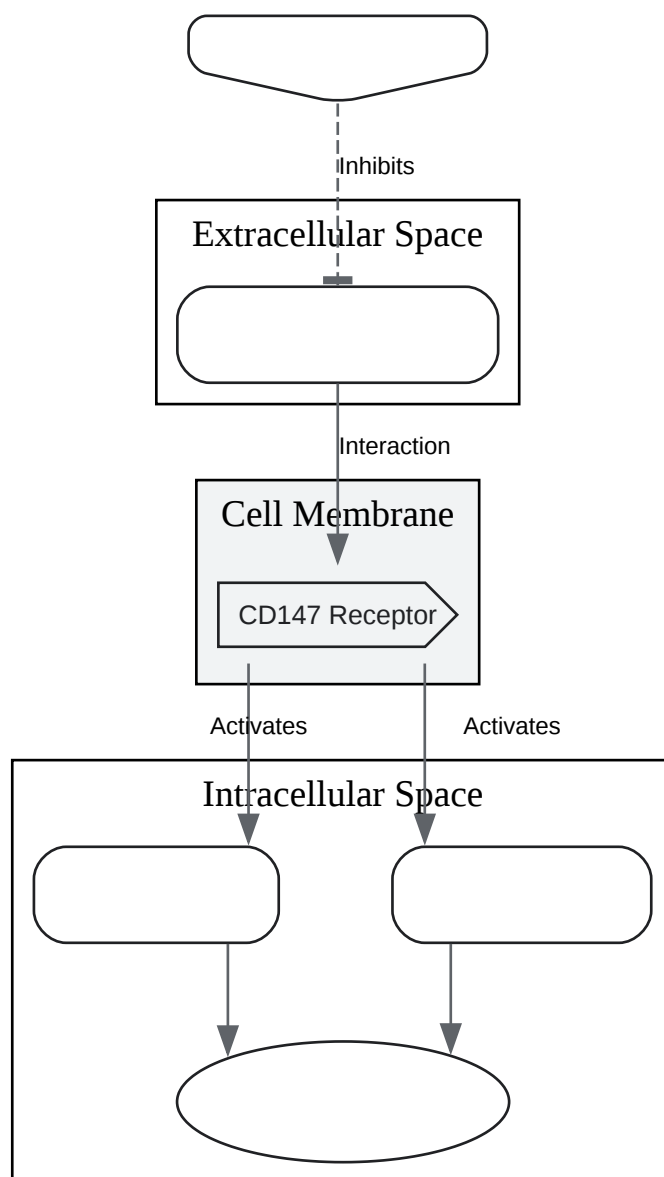 Inhibits
Extracellular Space
Interaction
Cell Membrane
CD147 Receptor
Activates
Activates
Intracellular Space